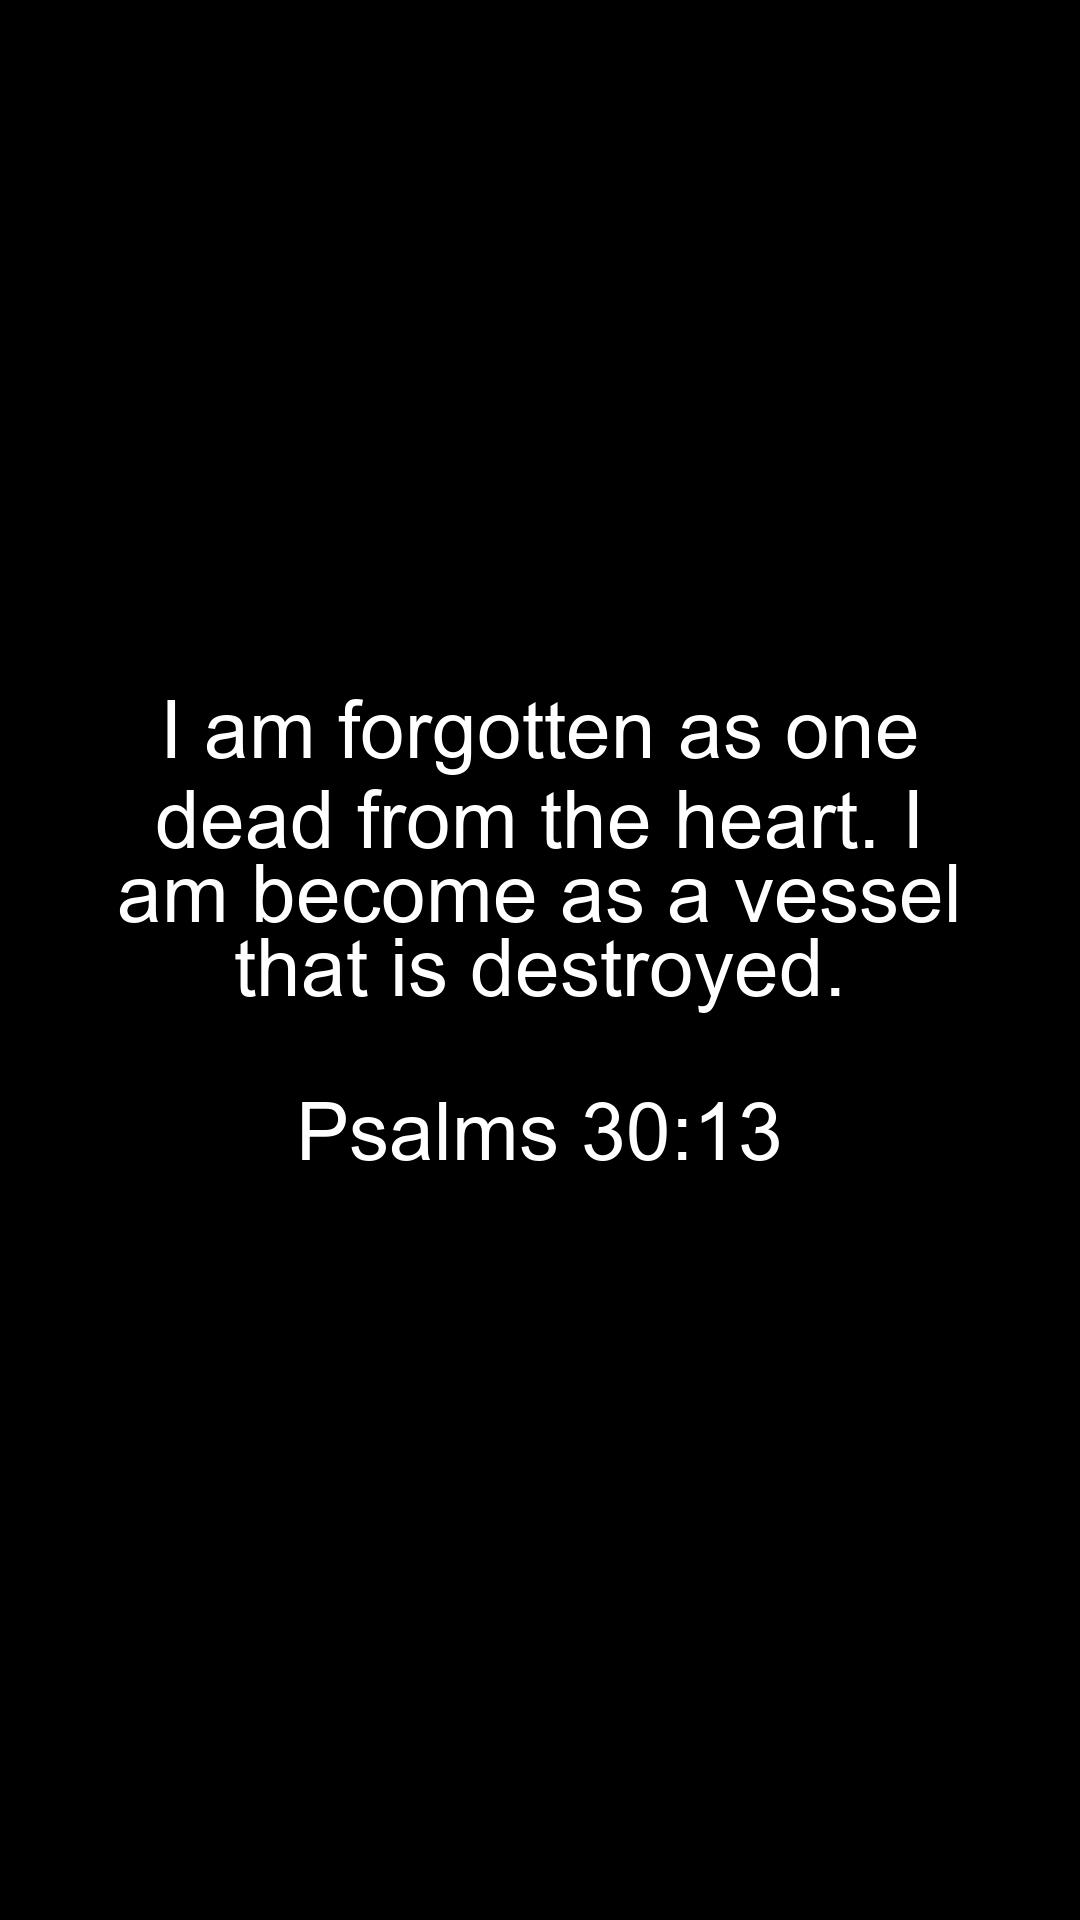 I am forgotten as one
dead from the heart. I
am become as a vessel
that is destroyed.
Psalms 30:13